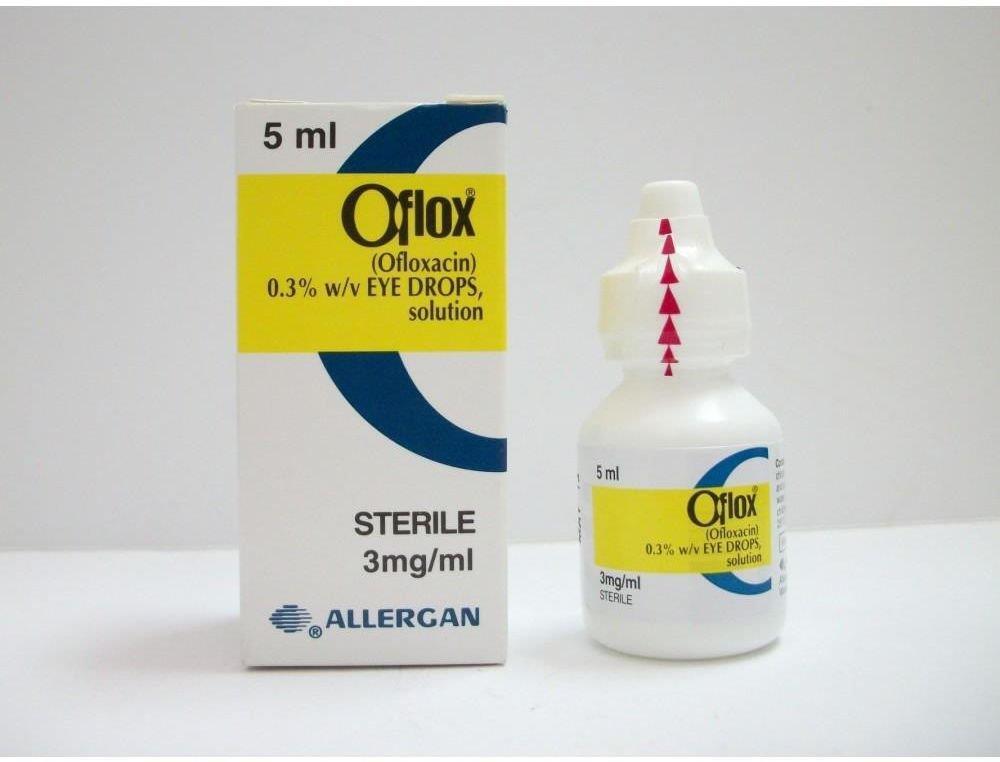 5 ml
Oflox®
(Ofloxacin)
0.3% w/v EYE DROPS,
solution
STERILE
3mg/ml
® ALLERGAN
5 ml
Oflox®
(Ofloxacin)
0.3% w/v EYE DROPS,
solution
3mg/ml
STERILE